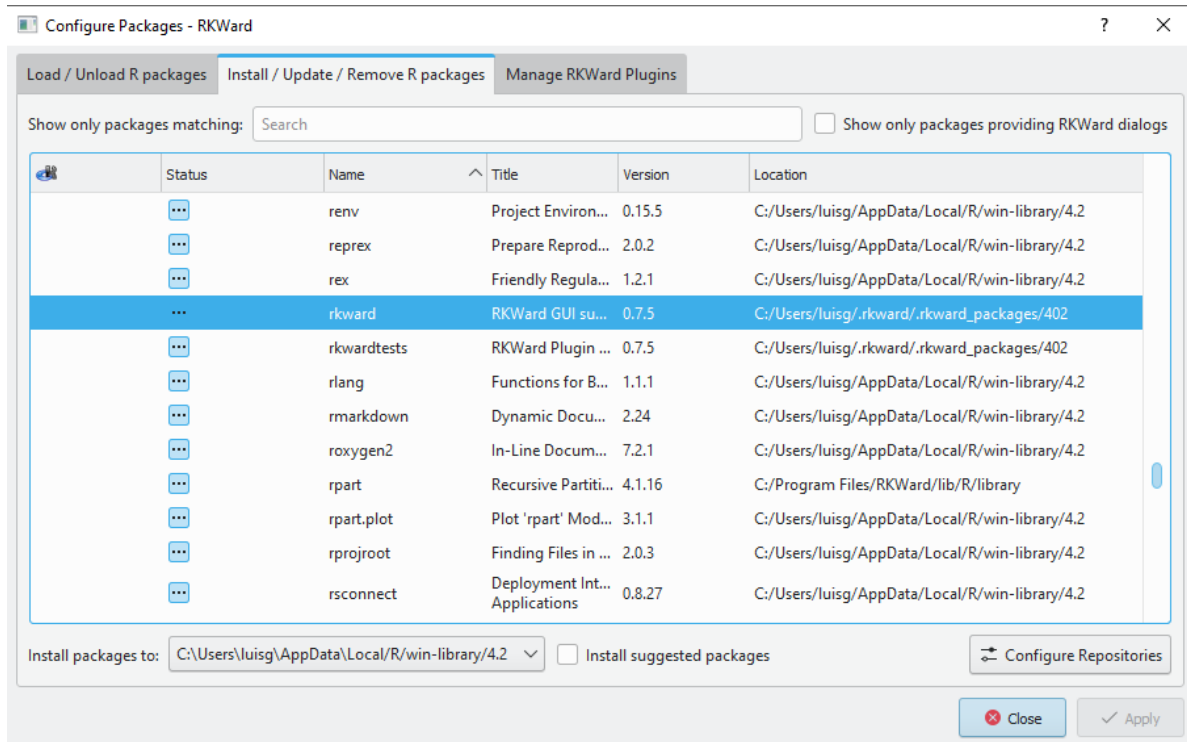 Configure Packages - RKWard ?
Load / Unload R packages Install / Update / Remove R packages Manage RKWard Plugins
Show only packages matching: Search Show only packages providing RKWard dialogs
Status Name Title Version Location
renv Project Environ... 0.15.5 C:/Users/luisg/AppData/Local/R/win-library/4.2
reprex Prepare Reprod... 2.0.2 C:/Users/luisg/AppData/Local/R/win-library/4.2
rex Friendly Regula... 1.2.1 C:/Users/luisg/AppData/Local/R/win-library/4.2
rkward RKWard GUI su... 0.7.5 C:/Users/luisg/.rkward/.rkward_packages/402
rkwardtests RKWard Plugin ... 0.7.5 C:/Users/luisg/.rkward/.rkward_packages/402
rlang Functions for B... 1.1.1 C:/Users/luisg/AppData/Local/R/win-library/4.2
rmarkdown Dynamic Docu... 2.24 C:/Users/luisg/AppData/Local/R/win-library/4.2
roxygen2 In-Line Docum... 7.2.1 C:/Users/luisg/AppData/Local/R/win-library/4.2
rpart Recursive Partiti... 4.1.16 C:/Program Files/RKWard/lib/R/library
rpart.plot Plot 'rpart' Mod... 3.1.1 C:/Users/luisg/AppData/Local/R/win-library/4.2
rprojroot Finding Files in ... 2.0.3 C:/Users/luisg/AppData/Local/R/win-library/4.2
rsconnect Deployment Int... Applications 0.8.27 C:/Users/luisg/AppData/Local/R/win-library/4.2
Install packages to: C:\Users\luisg\AppData\Local/R/win-library/4.2 Install suggested packages Configure Repositories
Close Apply